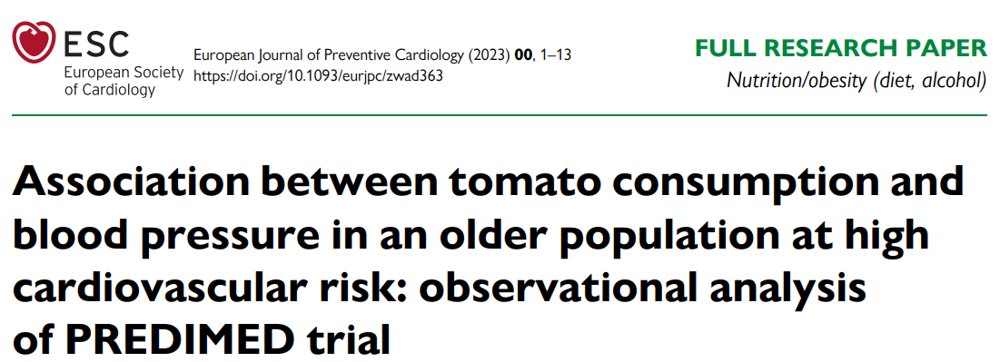 ESC
European Society
of Cardiology
European Journal of Preventive Cardiology (2023) 00, 1–13
https://doi.org/10.1093/eurjpc/zwad363
FULL RESEARCH PAPER
Nutrition/obesity (diet, alcohol)
Association between tomato consumption and
blood pressure in an older population at high
cardiovascular risk: observational analysis
of PREDIMED trial